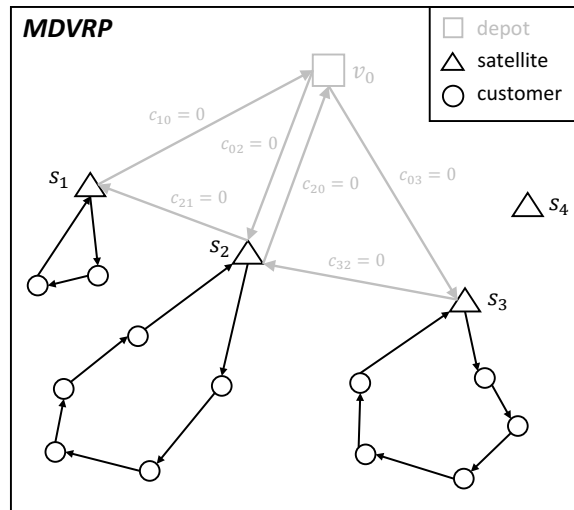 MDVRP
depot
satellite
customer
v₀
c₁₀ = 0
c₀₂ = 0
s₁
c₂₁ = 0
c₂₀ = 0
c₀₃ = 0
s₄
s₂
c₃₂ = 0
s₃